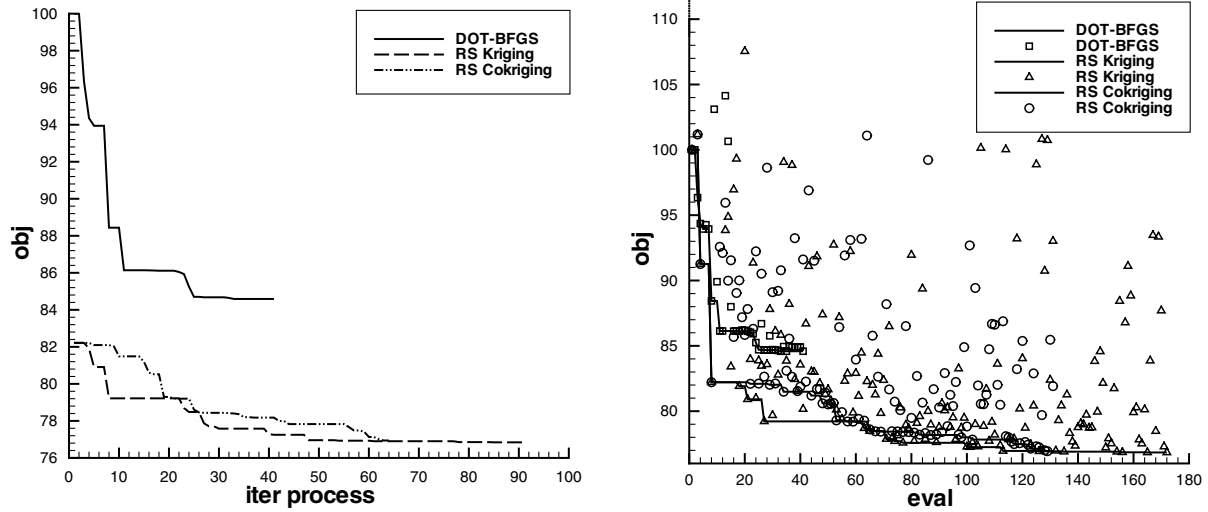 obj
100
98
96
94
92
90
88
86
84
82
80
78
76
0 10 20 30 40 50 60 70 80 90 100
iter process
DOT-BFGS
RS Kriging
RS Cokriging
obj
110
105
100
95
90
85
80
0 20 40 60 80 100 120 140 160 180
eval
DOT-BFGS
DOT-BFGS
RS Kriging
RS Kriging
RS Cokriging
RS Cokriging